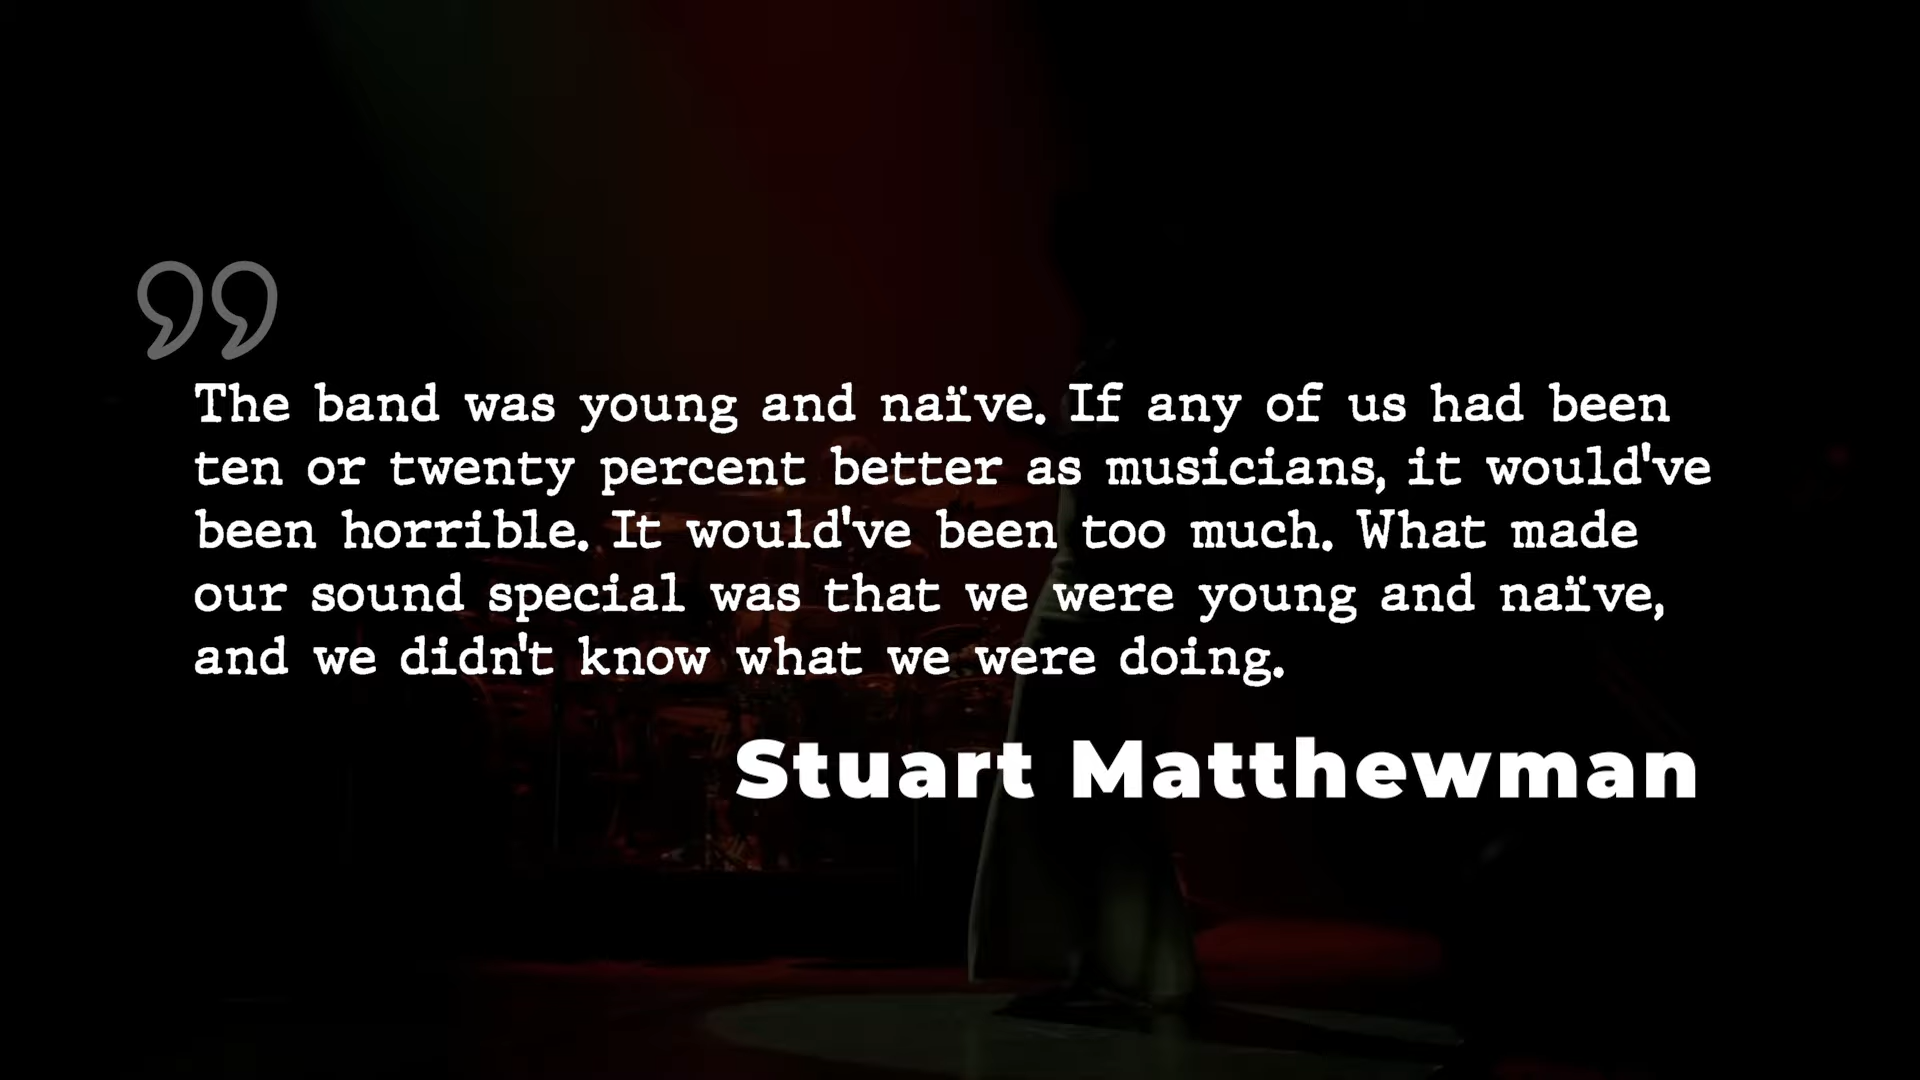 The band was young and naïve. If any of us had been
ten or twenty percent better as musicians, it would've
been horrible. It would've been too much. What made
our sound special was that we were young and naïve,
and we didn't know what we were doing.
Stuart Matthewman